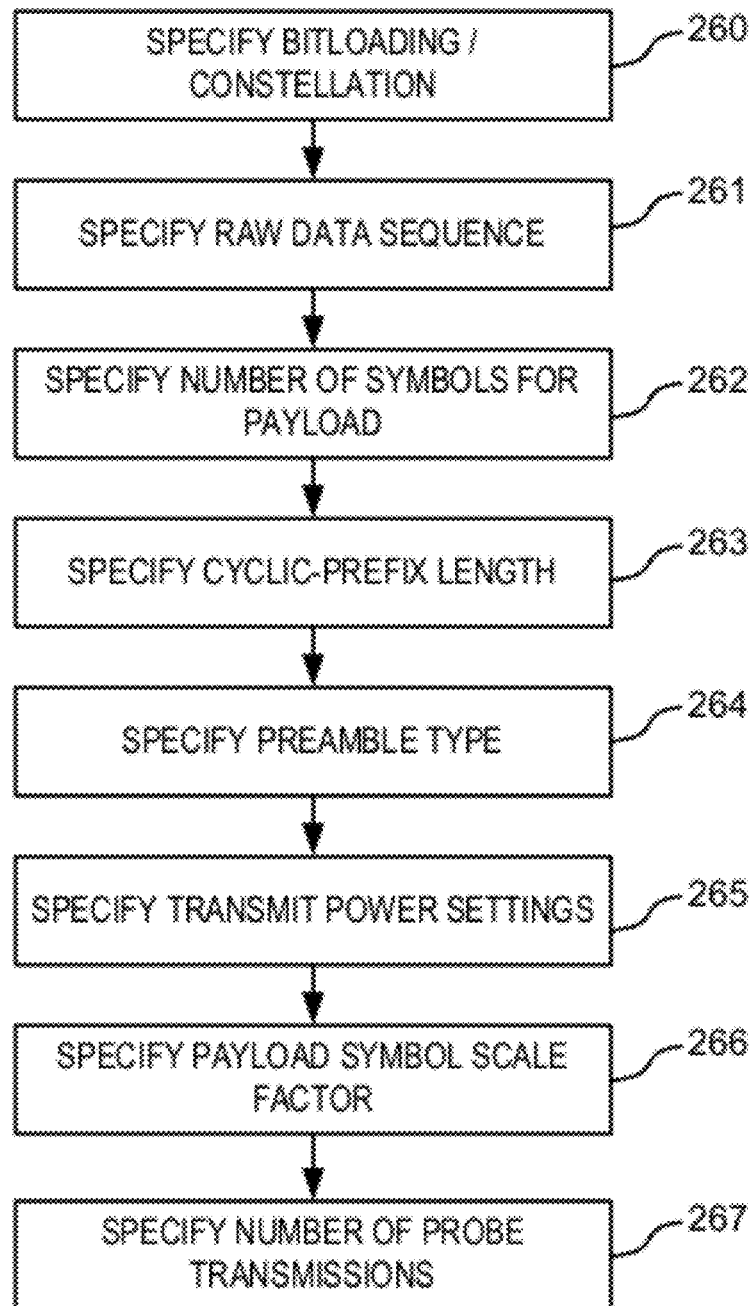 SPECIFY BITLOADING /
CONSTELLATION
260
SPECIFY RAW DATA SEQUENCE
261
SPECIFY NUMBER OF SYMBOLS FOR
PAYLOAD
262
SPECIFY CYCLIC-PREFIX LENGTH
263
SPECIFY PREAMBLE TYPE
264
SPECIFY TRANSMIT POWER SETTINGS
265
SPECIFY PAYLOAD SYMBOL SCALE
FACTOR
266
SPECIFY NUMBER OF PROBE
TRANSMISSIONS
267